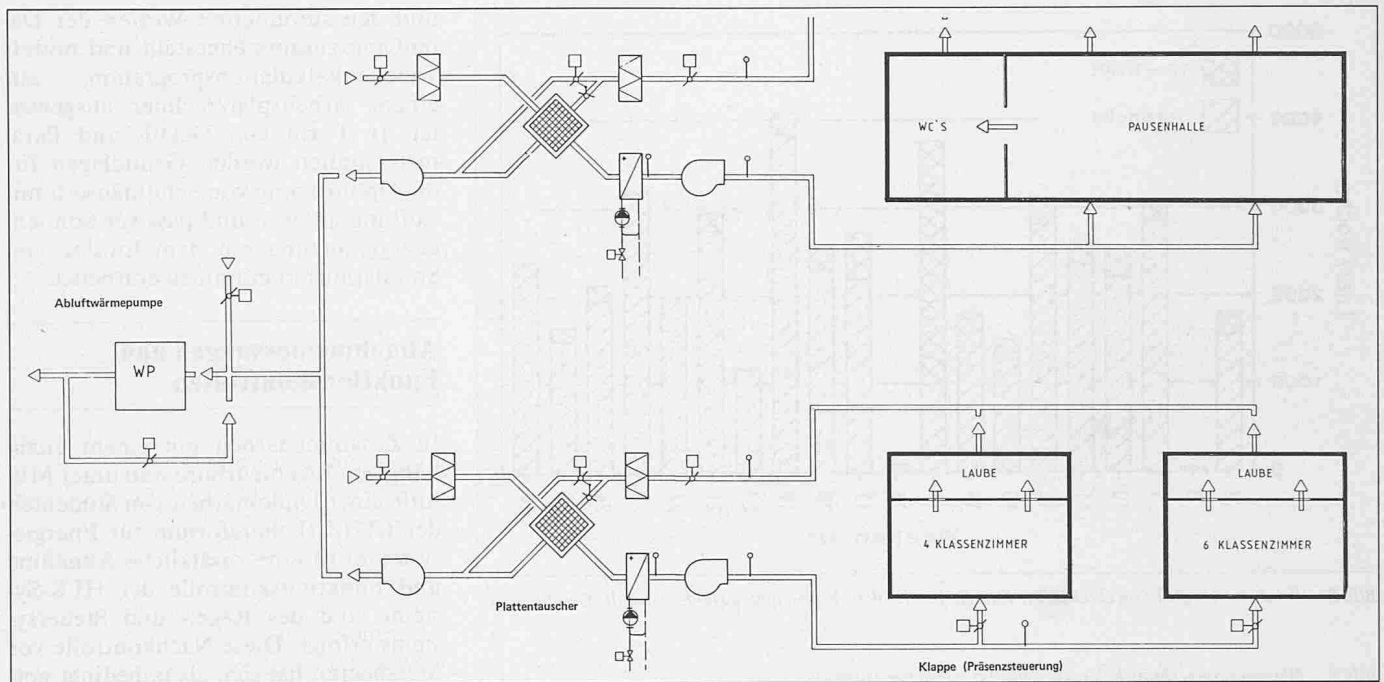 WC'S
PAUSENHALLE
Abluftwärmepumpe
WP
LAUBE
LAUBE
4 KLASSENZIMMER
6 KLASSENZIMMER
Plattentauscher
Klappe (Präsenzsteuerung)